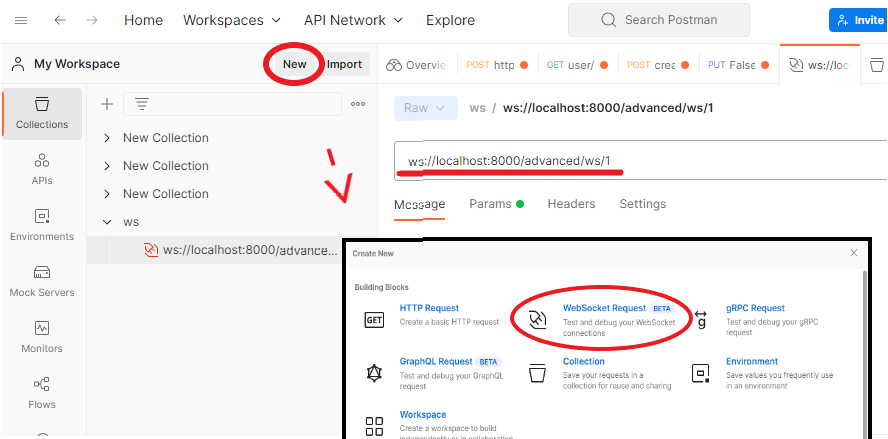 Home Workspaces API Network Explore Search Postman Invite
My Workspace New Import
Overvie POST http GET user/ POST crea PUT False ws://loc
Collections
APIs
Environments
Mock Servers
Monitors
Flows
New Collection
New Collection
New Collection
ws
ws://localhost:8000/advance...
Raw ws / ws://localhost:8000/advanced/ws/1
ws://localhost:8000/advanced/ws/1
Message Params Headers Settings
Create New
Building Blocks
GET
HTTP Request
Create a basic HTTP request
WebSocket Request BETA
Test and debug your WebSocket
connections
g
gRPC Request
Test and debug your gRPC
request
GraphQL Request BETA
Test and debug your GraphQL
request
Collection
Save your requests in a
collection for reuse and sharing
Environment
Save values you frequently use
in an environment
Workspace
Create a workspace to build
independently or in collaboration